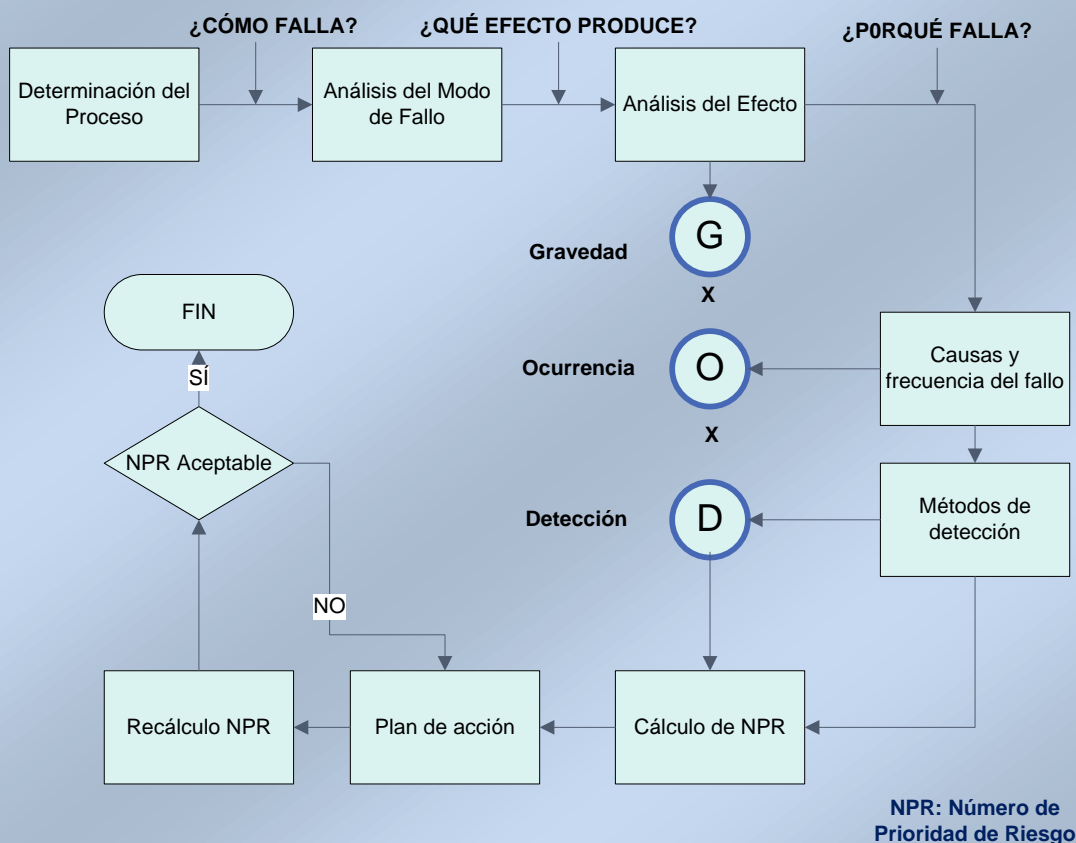 ¿CÓMO FALLA?
¿QUÉ EFECTO PRODUCE?
¿P0RQUÉ FALLA?
Determinación del
Proceso
Análisis del Modo
de Fallo
Análisis del Efecto
Gravedad
G
X
FIN
SÍ
Ocurrencia
O
Causas y
frecuencia del fallo
X
NPR Aceptable
Detección
D
Métodos de
detección
NO
Recálculo NPR
Plan de acción
Cálculo de NPR
NPR: Número de
Prioridad de Riesgo